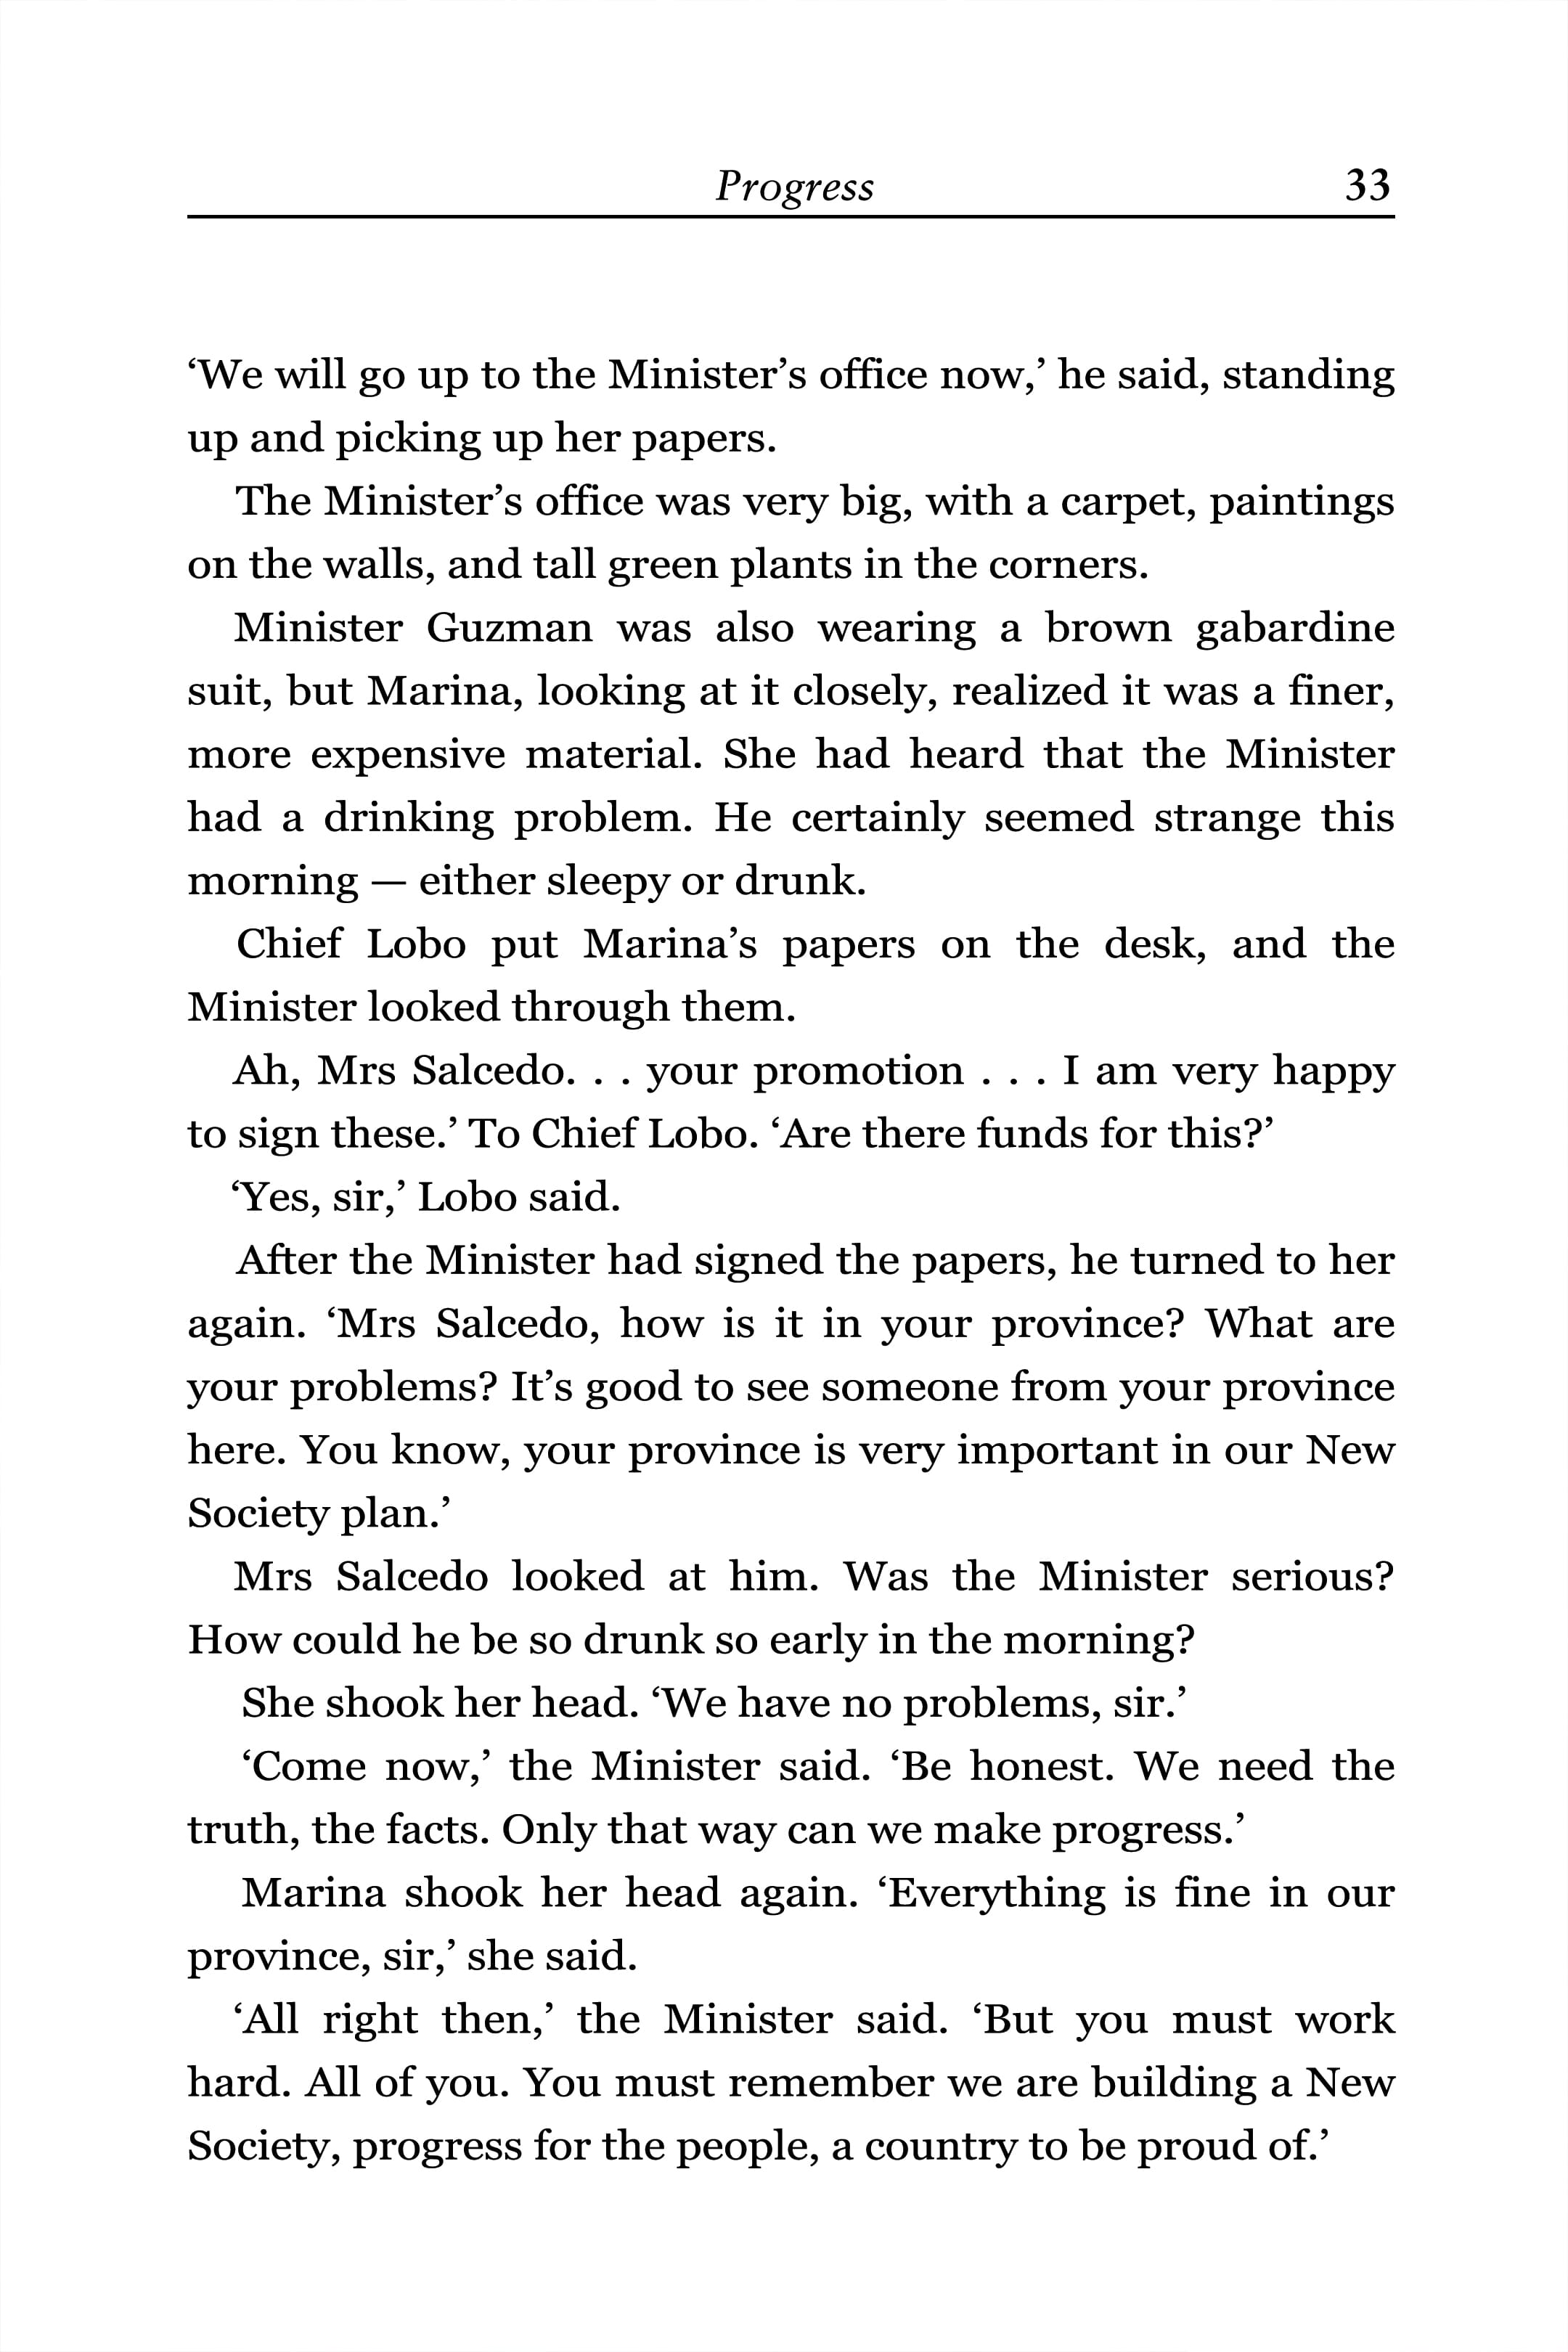 Progress 33
‘We will go up to the Minister’s office now,’ he said, standing
up and picking up her papers.
The Minister’s office was very big, with a carpet, paintings
on the walls, and tall green plants in the corners.
Minister Guzman was also wearing a brown gabardine
suit, but Marina, looking at it closely, realized it was a finer,
more expensive material. She had heard that the Minister
had a drinking problem. He certainly seemed strange this
morning — either sleepy or drunk.
Chief Lobo put Marina’s papers on the desk, and the
Minister looked through them.
Ah, Mrs Salcedo. . . your promotion . . . I am very happy
to sign these.’ To Chief Lobo. ‘Are there funds for this?’
‘Yes, sir,’ Lobo said.
After the Minister had signed the papers, he turned to her
again. ‘Mrs Salcedo, how is it in your province? What are
your problems? It’s good to see someone from your province
here. You know, your province is very important in our New
Society plan.’
Mrs Salcedo looked at him. Was the Minister serious?
How could he be so drunk so early in the morning?
She shook her head. ‘We have no problems, sir.’
‘Come now,’ the Minister said. ‘Be honest. We need the
truth, the facts. Only that way can we make progress.’
Marina shook her head again. ‘Everything is fine in our
province, sir,’ she said.
‘All right then,’ the Minister said. ‘But you must work
hard. All of you. You must remember we are building a New
Society, progress for the people, a country to be proud of.’